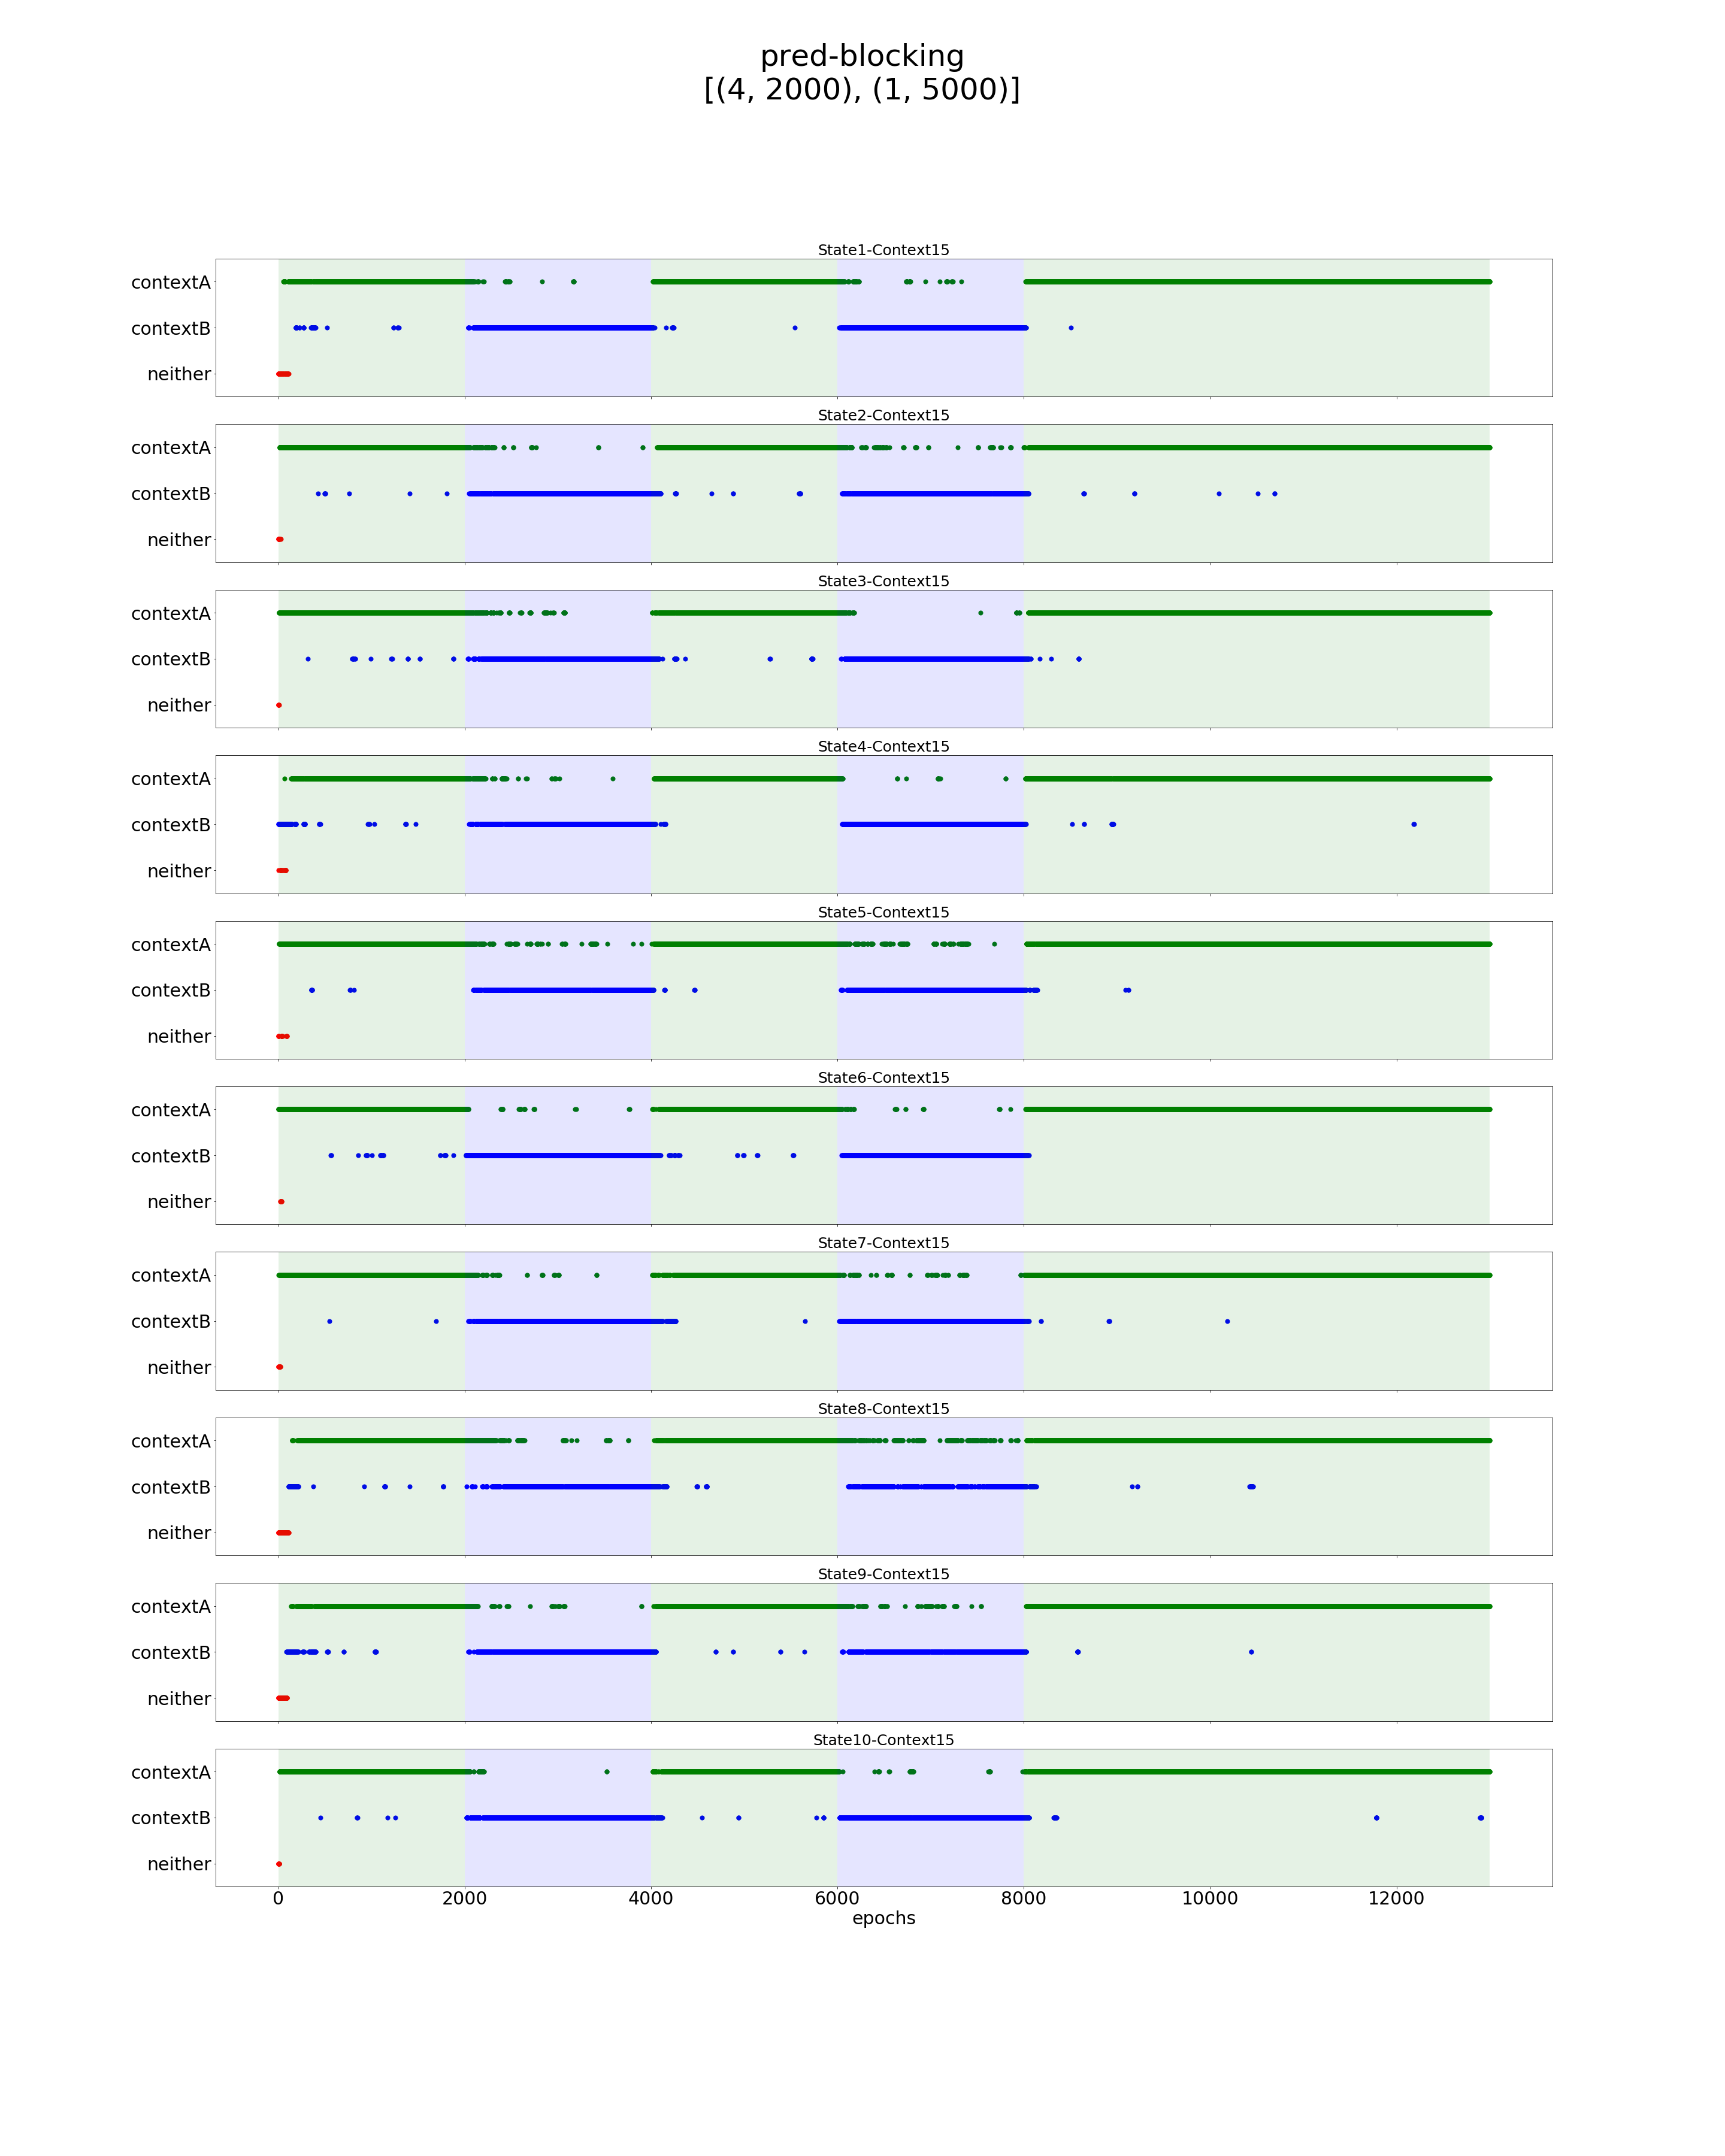 pred-blocking
[(4, 2000), (1, 5000)]
State1-Context15
contextA
contextB
neither
State2-Context15
contextA
contextB
neither
State3-Context15
contextA
contextB
neither
State4-Context15
contextA
contextB
neither
State5-Context15
contextA
contextB
neither
State6-Context15
contextA
contextB
neither
State7-Context15
contextA
contextB
neither
State8-Context15
contextA
contextB
neither
State9-Context15
contextA
contextB
neither
State10-Context15
contextA
contextB
neither
0 2000 4000 6000 8000 10000 12000
epochs